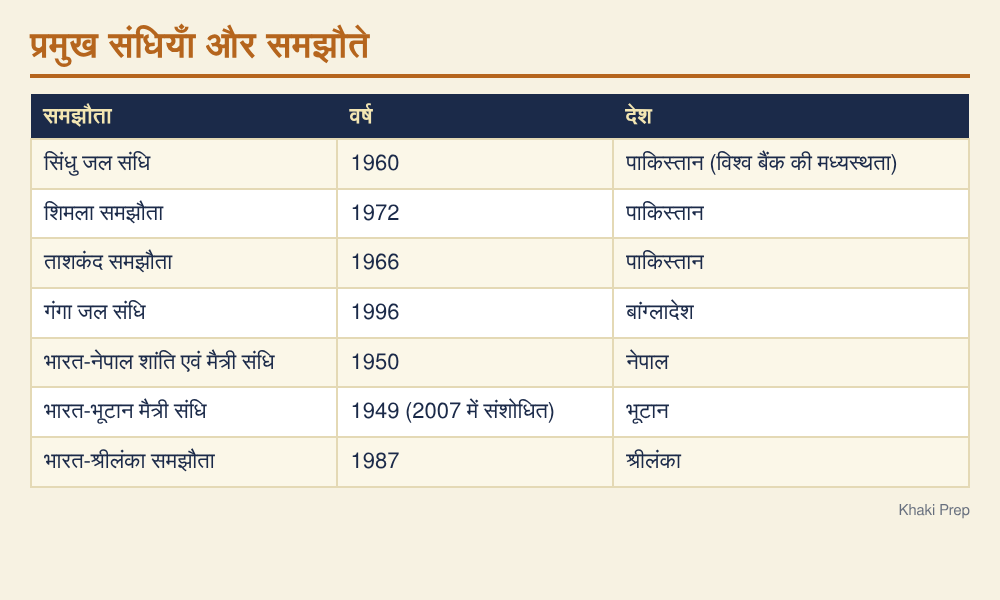 प्रमुख संधियाँ और समझौते
समझौता वर्ष देश
सिंधु जल संधि 1960 पाकिस्तान (विश्व बैंक की मध्यस्थता)
शिमला समझौता 1972 पाकिस्तान
ताशकंद समझौता 1966 पाकिस्तान
गंगा जल संधि 1996 बांग्लादेश
भारत-नेपाल शांति एवं मैत्री संधि 1950 नेपाल
भारत-भूटान मैत्री संधि 1949 (2007 में संशोधित) भूटान
भारत-श्रीलंका समझौता 1987 श्रीलंका
Khaki Prep